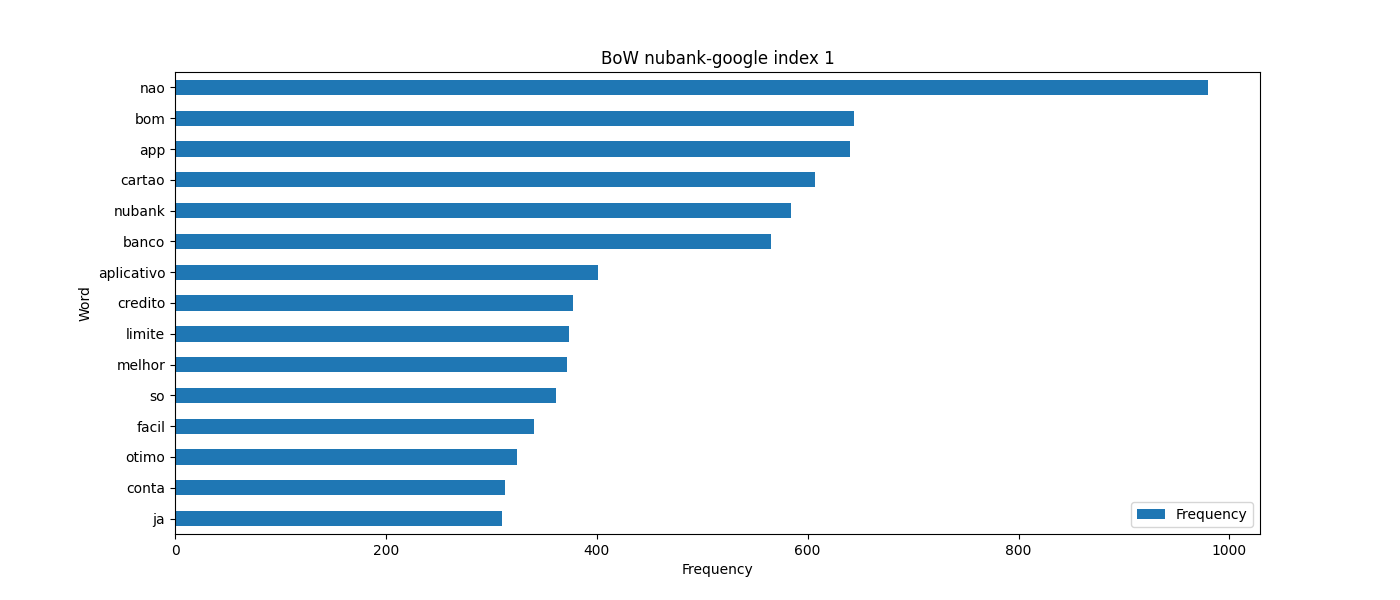 BoW nubank-google index 1
nao
bom
app
cartao
nubank
banco
aplicativo
credito
limite
melhor
so
facil
otimo
conta
ja
Word
0 200 400 600 800 1000
Frequency
Frequency